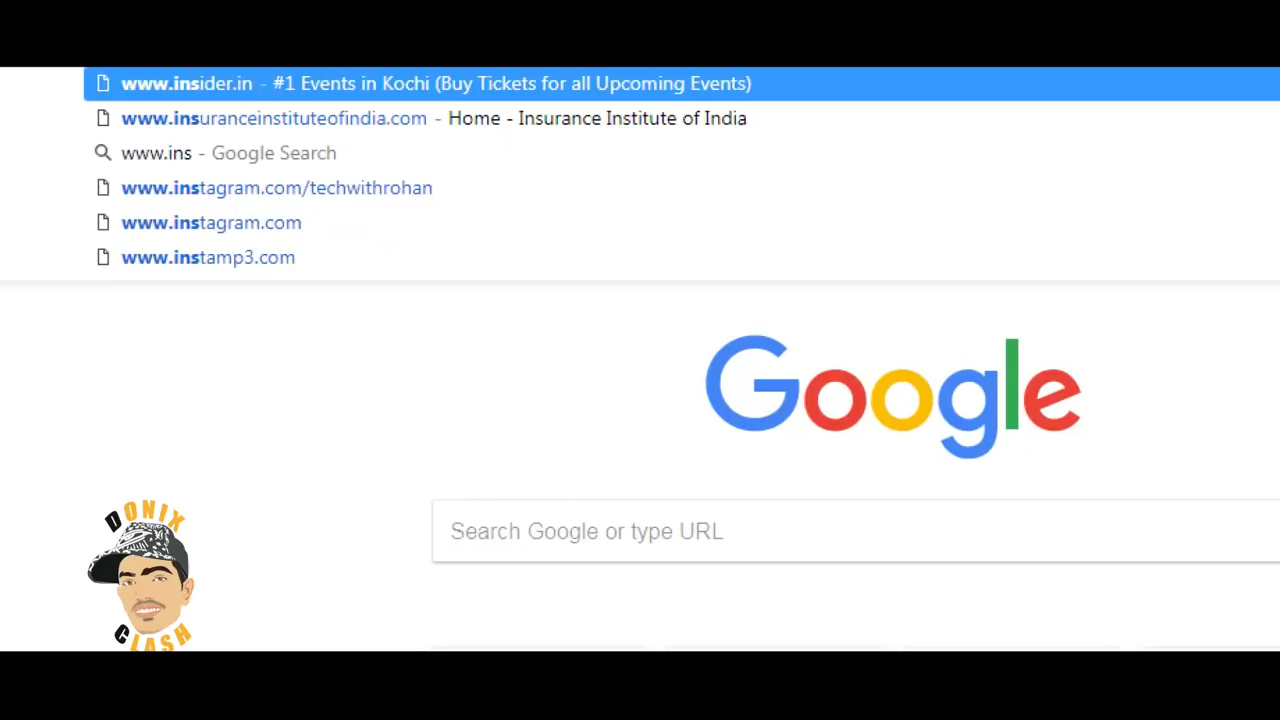 www.insider.in - #1 Events in Kochi (Buy Tickets for all Upcoming Events)
www.insuranceinstituteofindia.com - Home - Insurance Institute of India
www.ins - Google Search
www.instagram.com/techwithrohan
www.instagram.com
www.instamp3.com
Google
Search Google or type URL
DONIX
CLASH